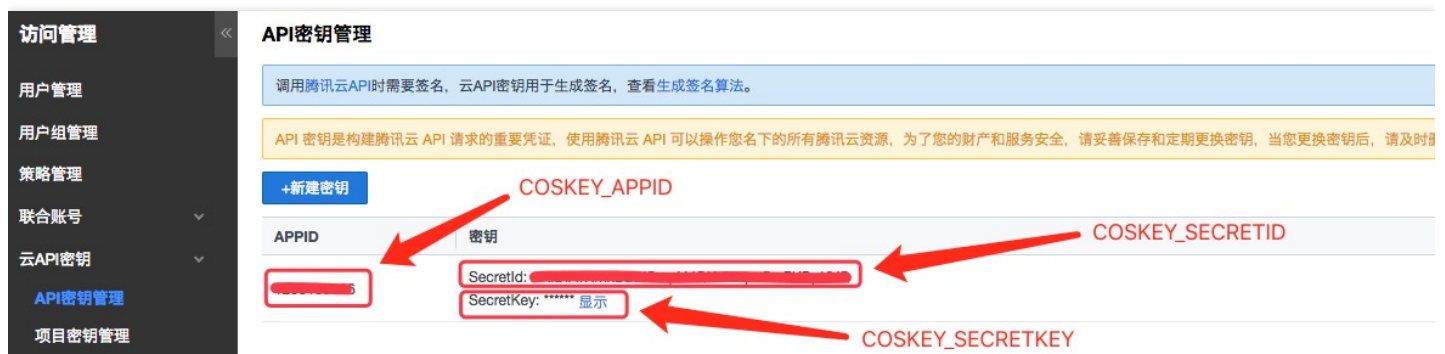 访问管理
API密钥管理
用户管理
调用腾讯云API时需要签名，云API密钥用于生成签名，查看生成签名算法。
用户组管理
API 密钥是构建腾讯云 API 请求的重要凭证，使用腾讯云 API 可以操作您名下的所有腾讯云资源，为了您的财产和服务安全，请妥善保存和定期更换密钥，当您更换密钥后，请及时
策略管理
+新建密钥
COSKEY_APPID
联合账号
APPID
密钥
COSKEY_SECRETID
云API密钥
SecretId:
API密钥管理
SecretKey: ****** 显示
项目密钥管理
COSKEY_SECRETKEY